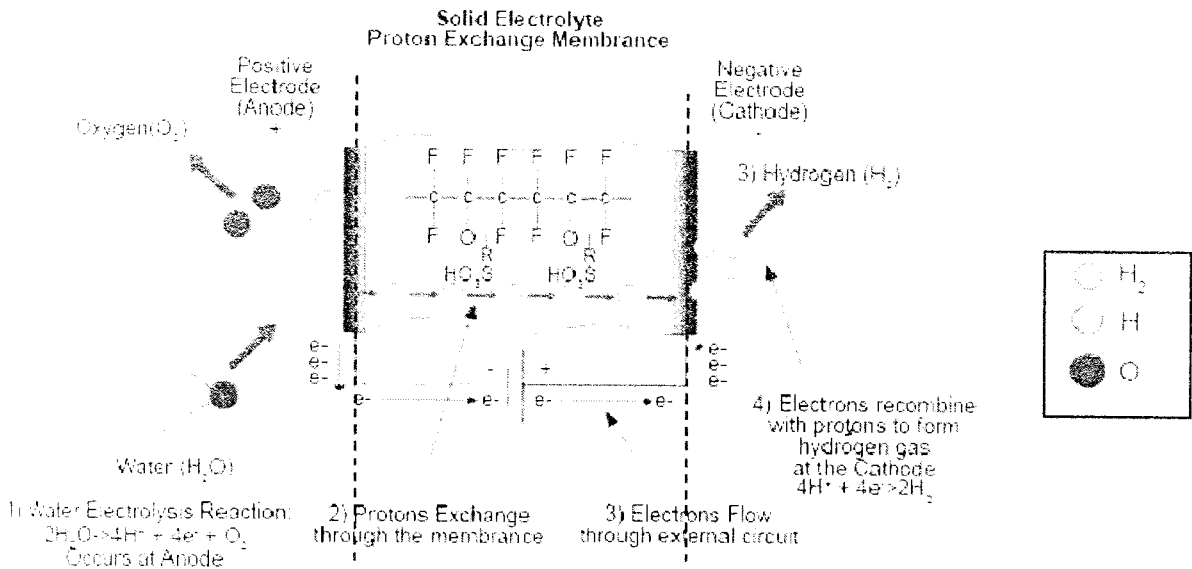 Solid Electrolyte
Proton Exchange Membrance
Positive
Electrode
(Anode)
+
Negative
Electrode
(Cathode)
-
Oxygen(O2)
3) Hydrogen (H2)
F F F F F F
C C C C C C
F O F F O F
R R
HO3S HO3S
H2
H
O
e-
e-
e-
- +
e-
e-
e-
e- e- e- e-
Water (H2O)
4) Electrons recombine
with protons to form
hydrogen gas
at the Cathode
4H+ + 4e->2H2
1) Water Electrolysis Reaction:
2H2O->4H+ + 4e- + O2
Occurs at Anode
2) Protons Exchange
through the membrance
3) Electrons Flow
through external circuit